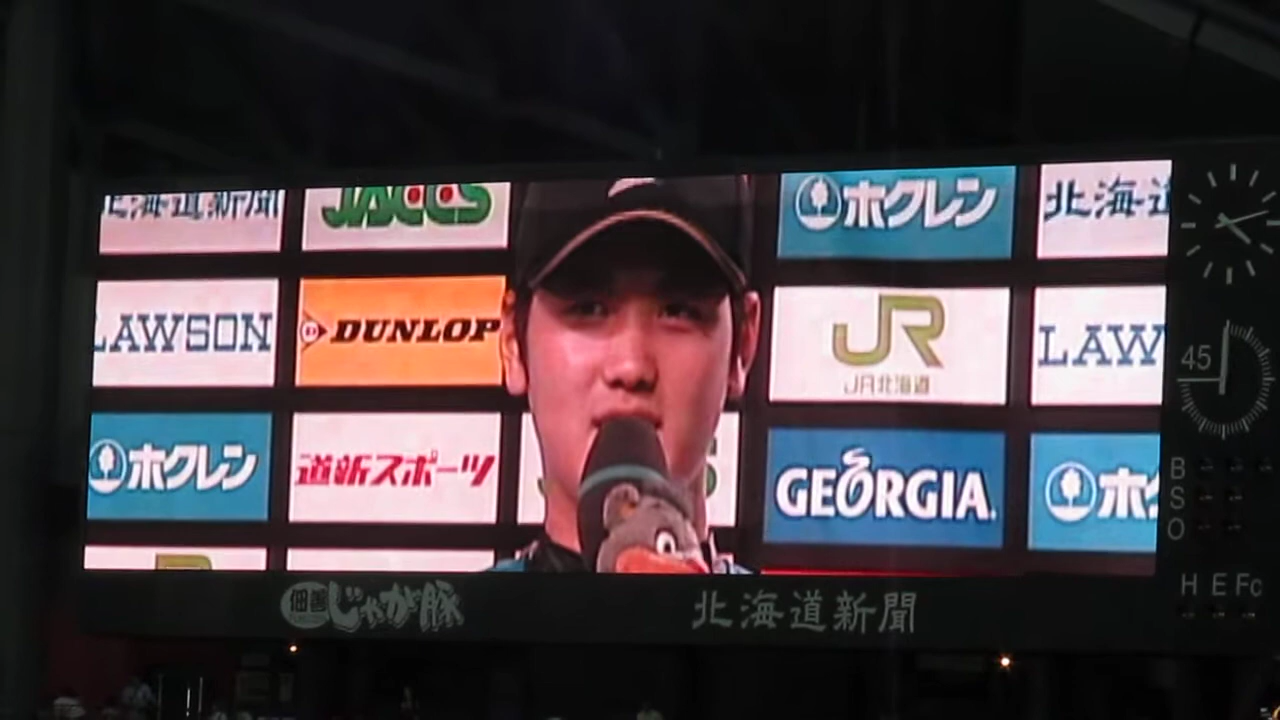 北海道新聞
JACCS
ホクレン
北海道
LAWSON
DUNLOP
JR
JR北海道
LAW
ホクレン
道新スポーツ
S
GEORGIA.
ホク
45
B
S
O
H E Fc
佃善
じゃが豚
北海道新聞